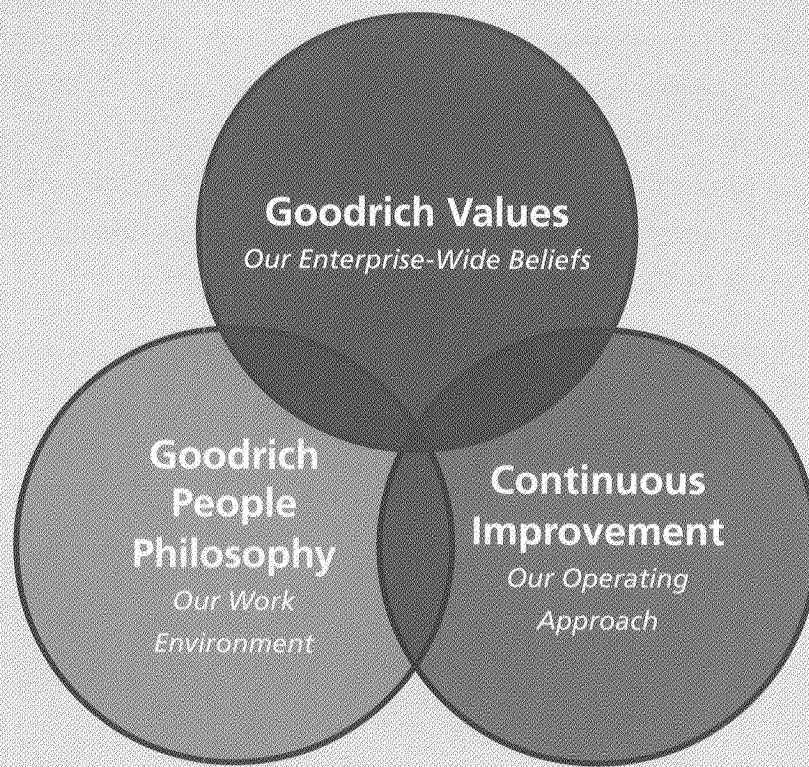 Goodrich Values
Our Enterprise-Wide Beliefs
Goodrich
People
Philosophy
Our Work
Environment
Continuous
Improvement
Our Operating
Approach